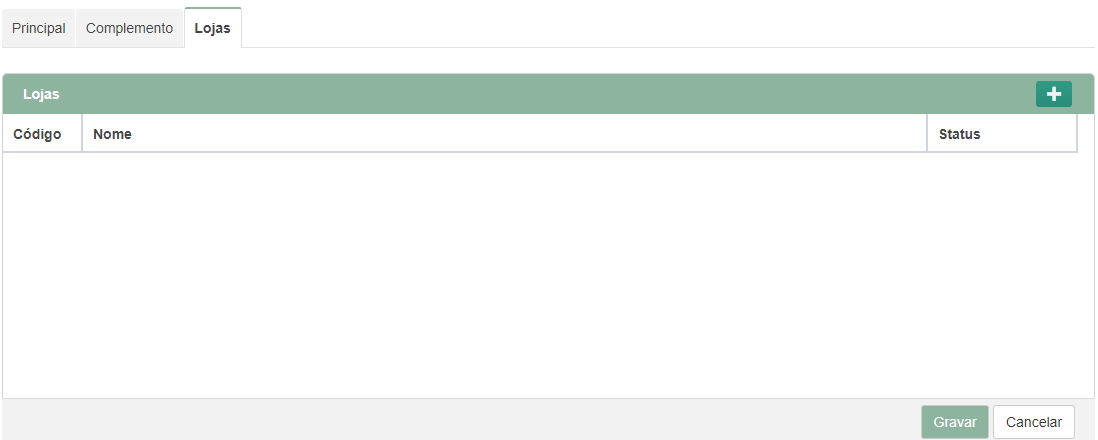 Principal Complemento Lojas
Lojas
Código Nome Status
Gravar Cancelar